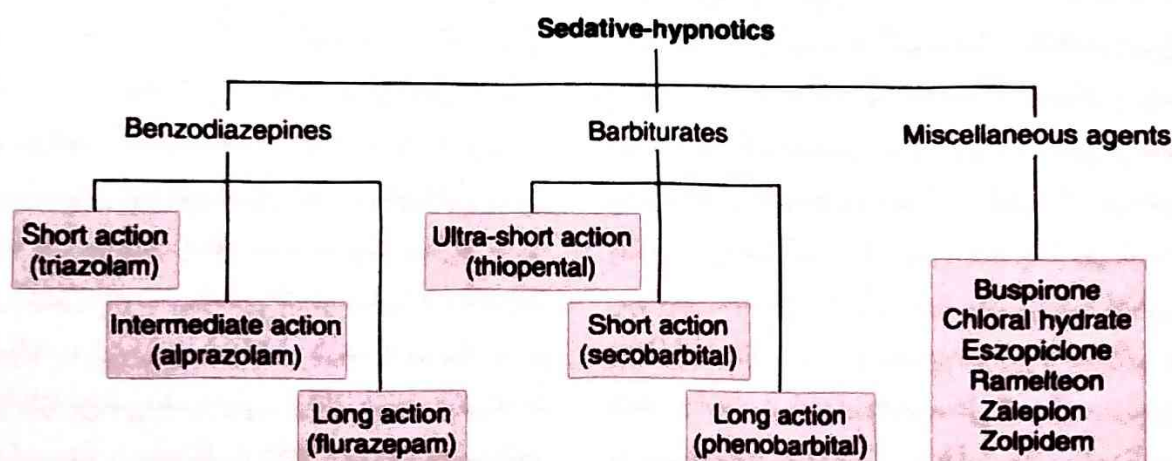 Sedative-hypnotics
Benzodiazepines
Barbiturates
Miscellaneous agents
Short action
(triazolam)
Intermediate action
(alprazolam)
Long action
(flurazepam)
Ultra-short action
(thiopental)
Short action
(secobarbital)
Long action
(phenobarbital)
Buspirone
Chloral hydrate
Eszopiclone
Ramelteon
Zaleplon
Zolpidem